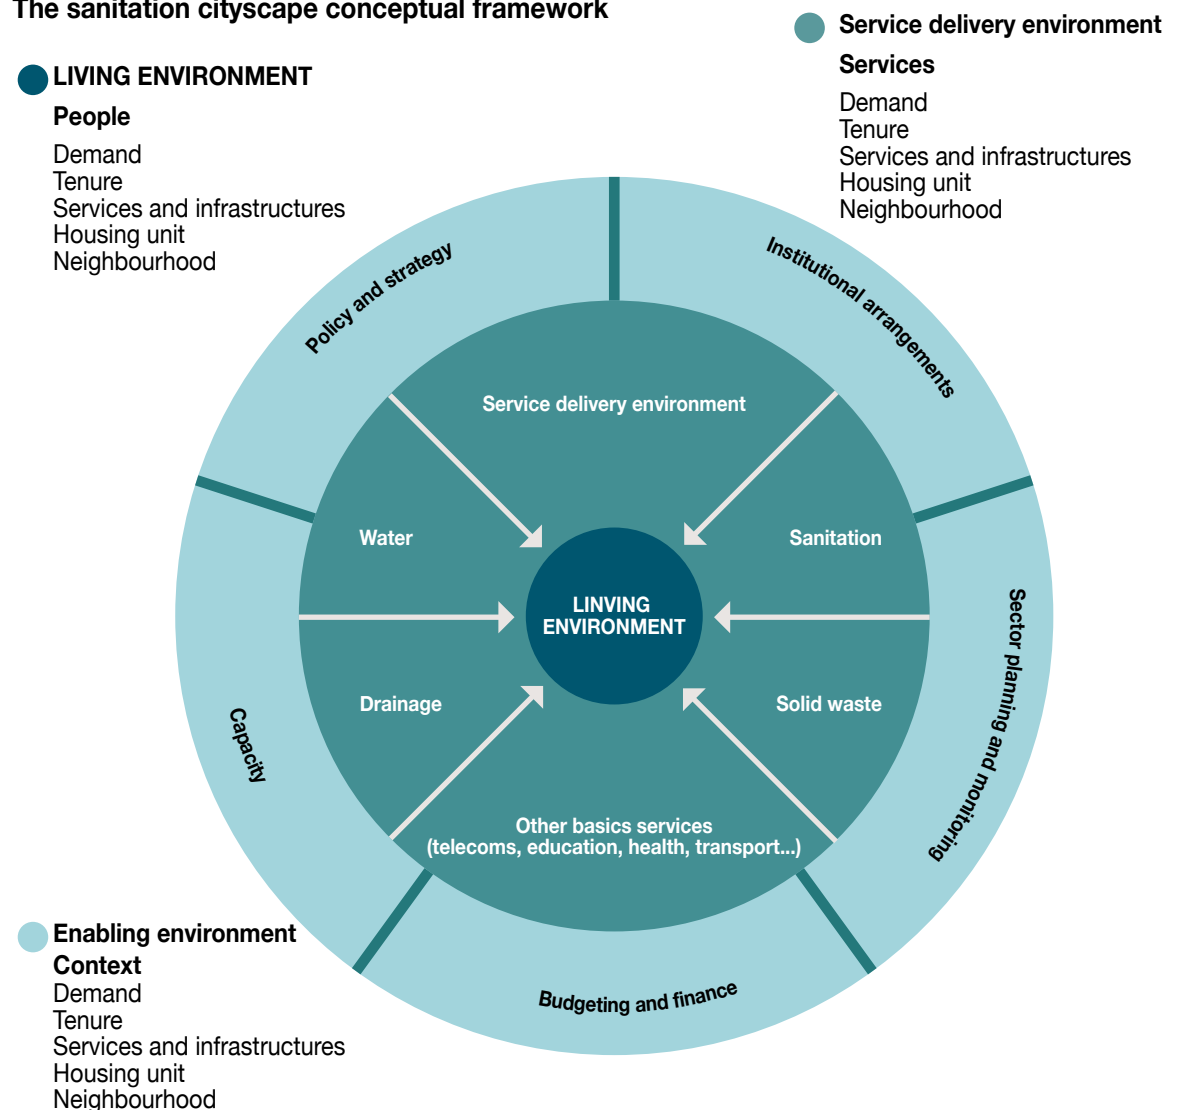 The sanitation cityscape conceptual framework
Service delivery environment
Services
Demand
Tenure
Services and infrastructures
Housing unit
Neighbourhood
LIVING ENVIRONMENT
People
Demand
Tenure
Services and infrastructures
Housing unit
Neighbourhood
Policy and strategy
Institutional arrangements
Service delivery environment
Water
Sanitation
LINVING
ENVIRONMENT
Drainage
Solid waste
Capacity
Sector planning and monitoring
Other basics services
(telecoms, education, health, transport...)
Budgeting and finance
Enabling environment
Context
Demand
Tenure
Services and infrastructures
Housing unit
Neighbourhood